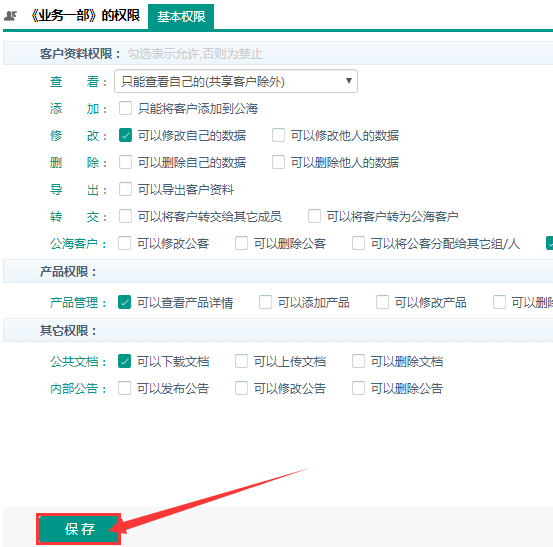 《业务一部》的权限 基本权限
客户资料权限： 勾选表示允许,否则为禁止
查 看： 只能查看自己的(共享客户除外)
添 加： 只能将客户添加到公海
修 改： 可以修改自己的数据 可以修改他人的数据
删 除： 可以删除自己的数据 可以删除他人的数据
导 出： 可以导出客户资料
转 交： 可以将客户转交给其它成员 可以将客户转为公海客户
公海客户： 可以修改公客 可以删除公客 可以将公客分配给其它组/人
产品权限：
产品管理： 可以查看产品详情 可以添加产品 可以修改产品 可以删
其它权限：
公共文档： 可以下载文档 可以上传文档 可以删除文档
内部公告： 可以发布公告 可以修改公告 可以删除公告
保 存